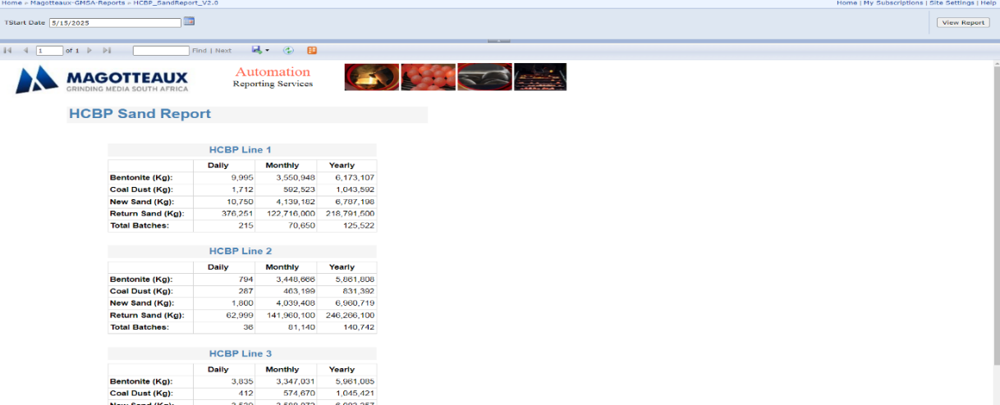 Home > Magotteaux-GMSA-Reports > HCBP_SandReport_V2.0
Home | My Subscriptions | Site Settings | Help
TStart Date 5/15/2025
View Report
1 of 1 Find | Next
MAGOTTEAUX
GRINDING MEDIA SOUTH AFRICA
Automation
Reporting Services
HCBP Sand Report
HCBP Line 1
Daily Monthly Yearly
Bentonite (Kg): 9,995 3,550,948 6,173,107
Coal Dust (Kg): 1,712 592,523 1,043,592
New Sand (Kg): 10,750 4,139,182 6,787,198
Return Sand (Kg): 376,251 122,716,000 218,791,500
Total Batches: 215 70,650 125,522
HCBP Line 2
Daily Monthly Yearly
Bentonite (Kg): 794 3,448,666 5,861,808
Coal Dust (Kg): 287 463,199 831,392
New Sand (Kg): 1,800 4,039,408 6,960,719
Return Sand (Kg): 62,999 141,960,100 246,266,100
Total Batches: 36 81,140 140,742
HCBP Line 3
Daily Monthly Yearly
Bentonite (Kg): 3,835 3,347,031 5,961,085
Coal Dust (Kg): 412 574,670 1,045,421
New Sand (Kg):